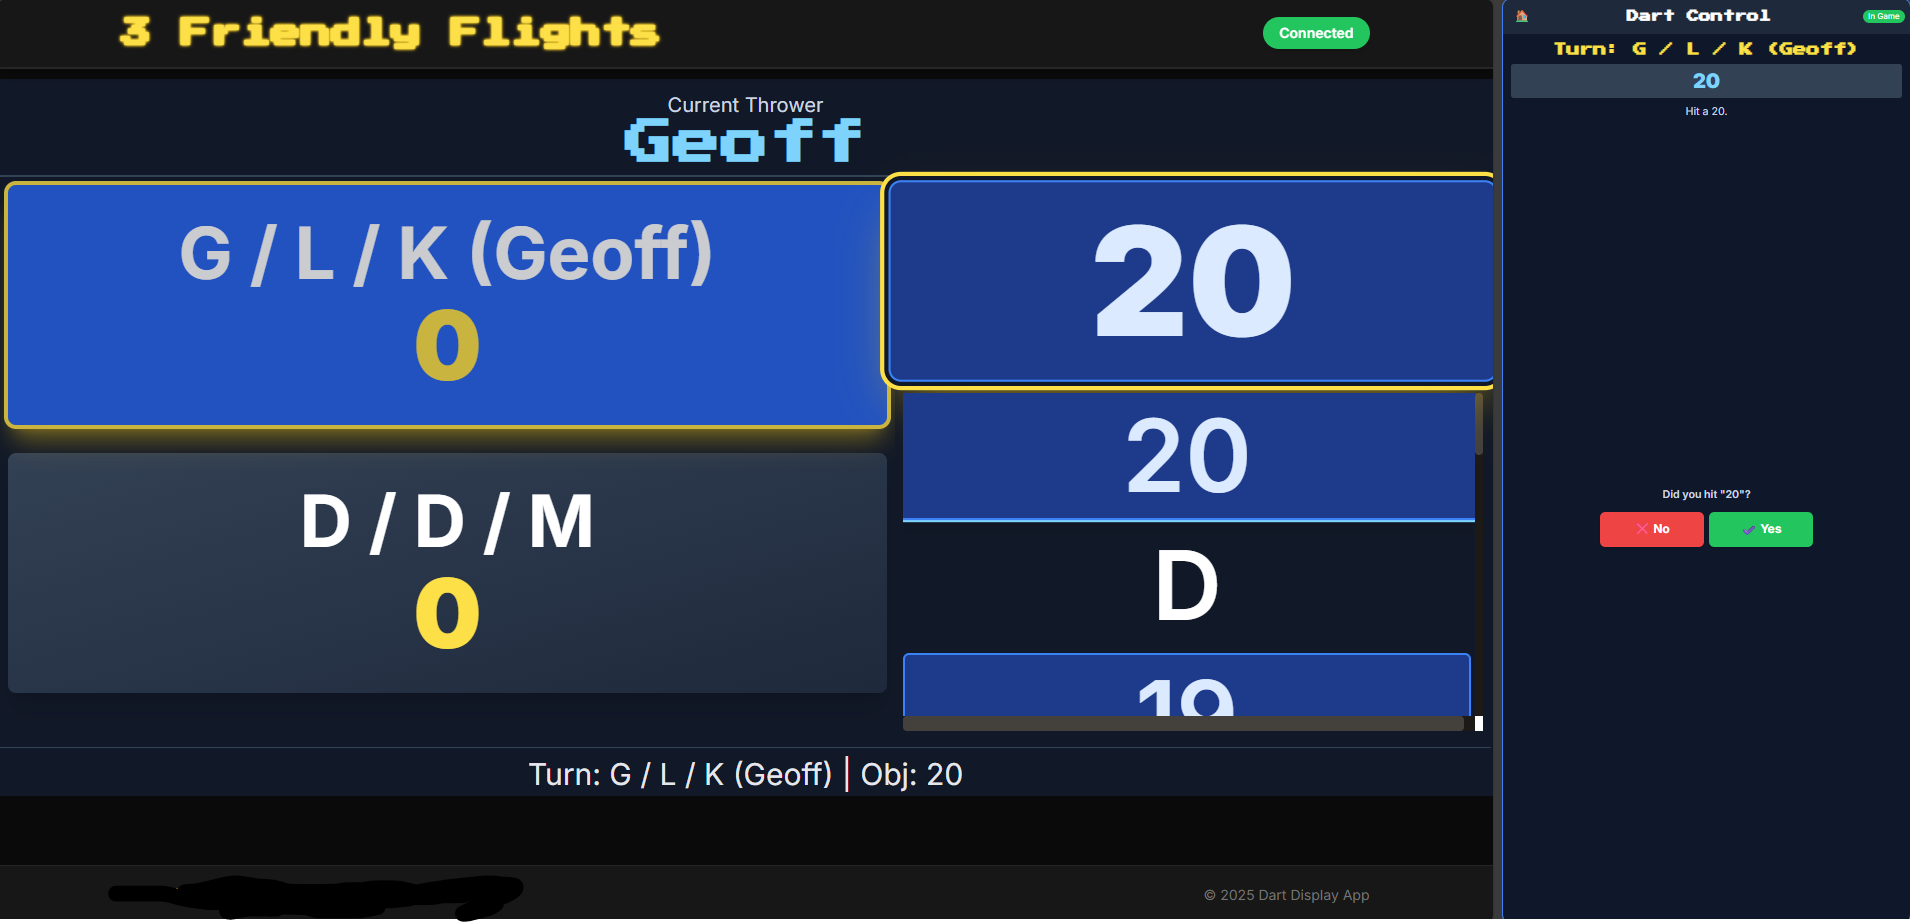 3 Friendly Flights
Connected
Current Thrower
Geoff
G / L / K (Geoff)
0
D / D / M
0
20
20
D
19
Turn: G / L / K (Geoff) | Obj: 20
© 2025 Dart Display App
Dart Control
In Game
Turn: G / L / K (Geoff)
20
Hit a 20.
Did you hit "20"?
No
Yes